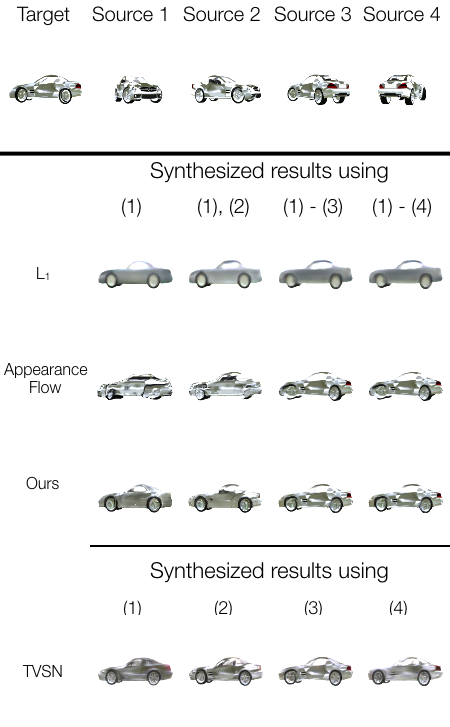 Target Source 1 Source 2 Source 3 Source 4
Synthesized results using
(1) (1), (2) (1) - (3) (1) - (4)
L₁
Appearance
Flow
Ours
Synthesized results using
(1) (2) (3) (4)
TVSN